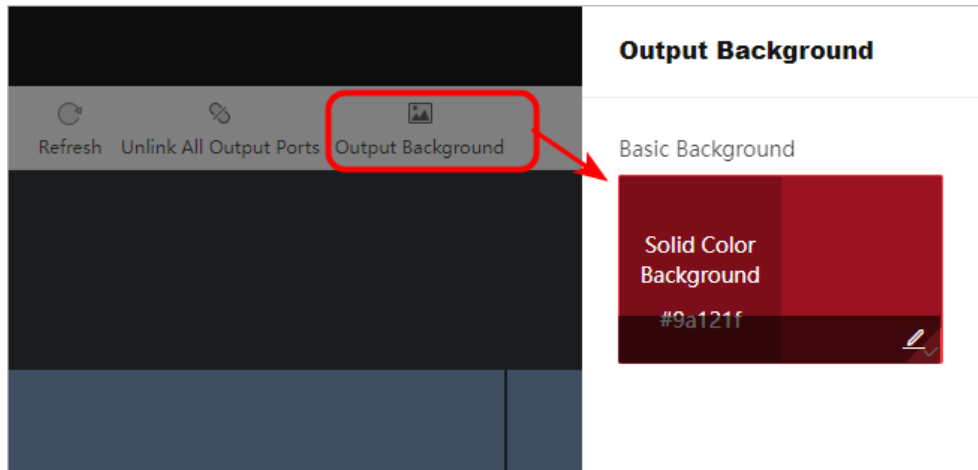 Output Background
Refresh Unlink All Output Ports Output Background
Basic Background
Solid Color
Background
#9a121f